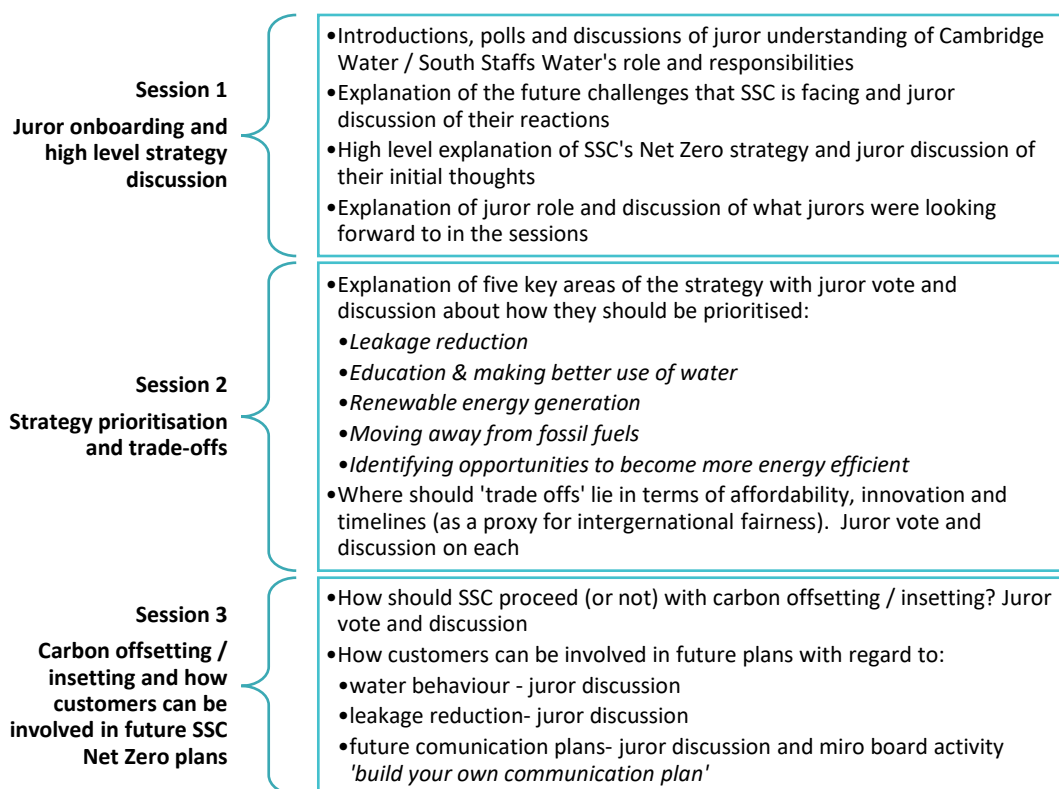 Session 1
Juror onboarding and
high level strategy
discussion
•Introductions, polls and discussions of juror understanding of Cambridge
Water / South Staffs Water's role and responsibilities
•Explanation of the future challenges that SSC is facing and juror
discussion of their reactions
•High level explanation of SSC's Net Zero strategy and juror discussion of
their initial thoughts
•Explanation of juror role and discussion of what jurors were looking
forward to in the sessions
Session 2
Strategy prioritisation
and trade-offs
•Explanation of five key areas of the strategy with juror vote and
discussion about how they should be prioritised:
•Leakage reduction
•Education & making better use of water
•Renewable energy generation
•Moving away from fossil fuels
•Identifying opportunities to become more energy efficient
•Where should 'trade offs' lie in terms of affordability, innovation and
timelines (as a proxy for intergernational fairness).  Juror vote and
discussion on each
Session 3
Carbon offsetting /
insetting and how
customers can be
involved in future SSC
Net Zero plans
•How should SSC proceed (or not) with carbon offsetting / insetting? Juror
vote and discussion
•How customers can be involved in future plans with regard to:
•water behaviour - juror discussion
•leakage reduction- juror discussion
•future comunication plans- juror discussion and miro board activity
'build your own communication plan'